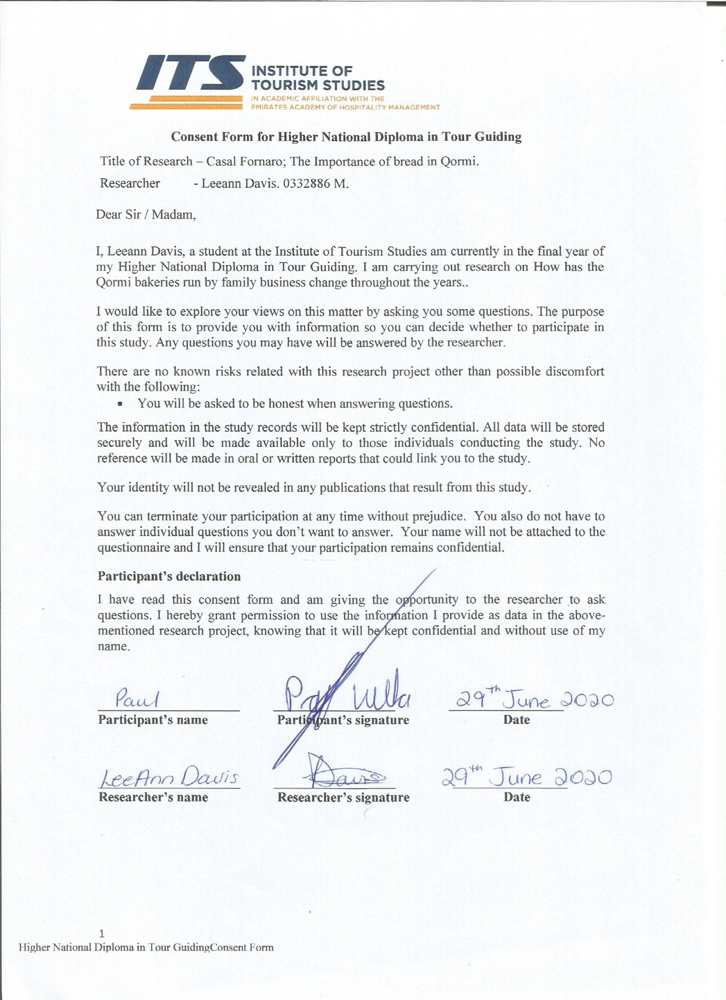 ITS
INSTITUTE OF
TOURISM STUDIES
IN ACADEMIC AFFILIATION WITH THE
EMIRATES ACADEMY OF HOSPITALITY MANAGEMENT
Consent Form for Higher National Diploma in Tour Guiding
Title of Research – Casal Fornaro; The Importance of bread in Qormi.
Researcher - Leeann Davis. 0332886 M.
Dear Sir / Madam,
I, Leeann Davis, a student at the Institute of Tourism Studies am currently in the final year of
my Higher National Diploma in Tour Guiding. I am carrying out research on How has the
Qormi bakeries run by family business change throughout the years..
I would like to explore your views on this matter by asking you some questions. The purpose
of this form is to provide you with information so you can decide whether to participate in
this study. Any questions you may have will be answered by the researcher.
There are no known risks related with this research project other than possible discomfort
with the following:
• You will be asked to be honest when answering questions.
The information in the study records will be kept strictly confidential. All data will be stored
securely and will be made available only to those individuals conducting the study. No
reference will be made in oral or written reports that could link you to the study.
Your identity will not be revealed in any publications that result from this study.
You can terminate your participation at any time without prejudice. You also do not have to
answer individual questions you don’t want to answer. Your name will not be attached to the
questionnaire and I will ensure that your participation remains confidential.
Participant’s declaration
I have read this consent form and am giving the opportunity to the researcher to ask
questions. I hereby grant permission to use the information I provide as data in the above-
mentioned research project, knowing that it will be kept confidential and without use of my
name.
Paul 29th June 2020
Participant’s name Participant’s signature Date
LeeAnn Davis Davis 29th June 2020
Researcher’s name Researcher’s signature Date
1
Higher National Diploma in Tour GuidingConsent Form